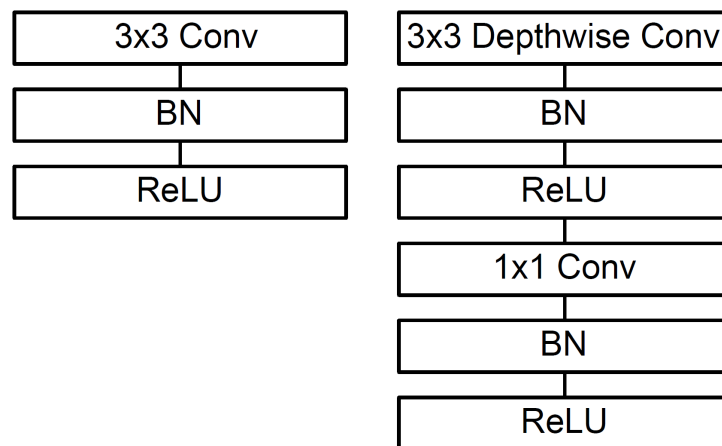 3x3 Conv
BN
ReLU
3x3 Depthwise Conv
BN
ReLU
1x1 Conv
BN
ReLU